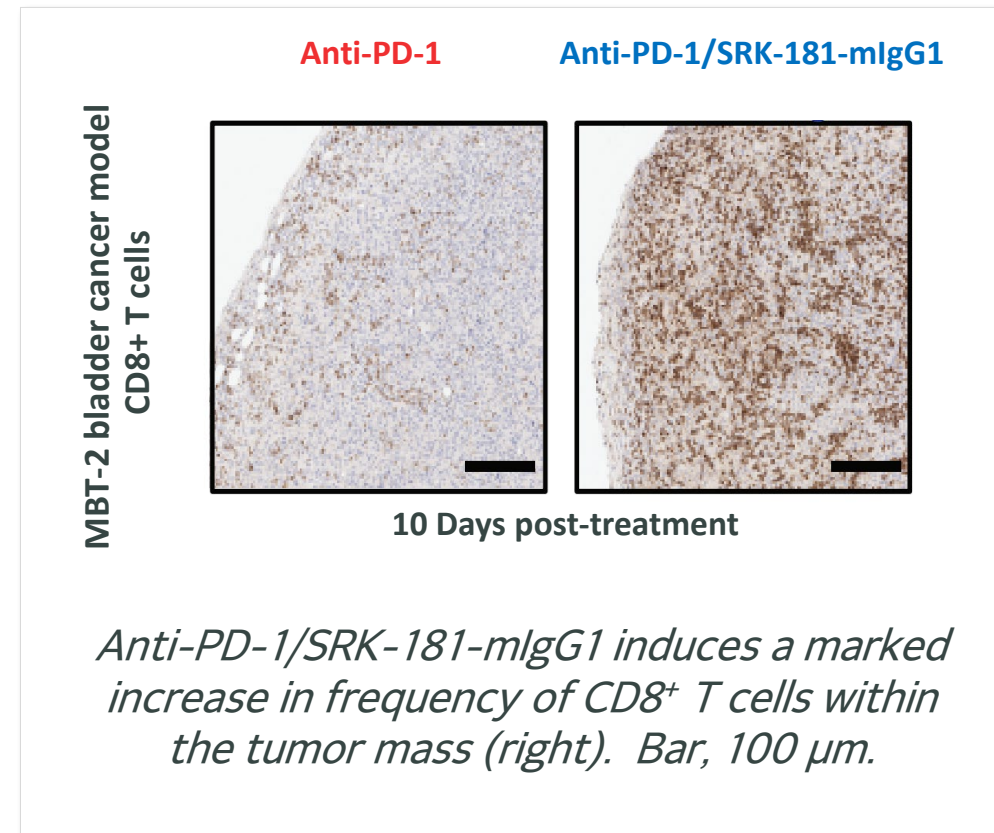 Anti-PD-1
Anti-PD-1/SRK-181-mIgG1
MBT-2 bladder cancer model
CD8+ T cells
10 Days post-treatment
Anti-PD-1/SRK-181-mIgG1 induces a marked
increase in frequency of CD8⁺ T cells within
the tumor mass (right). Bar, 100 µm.